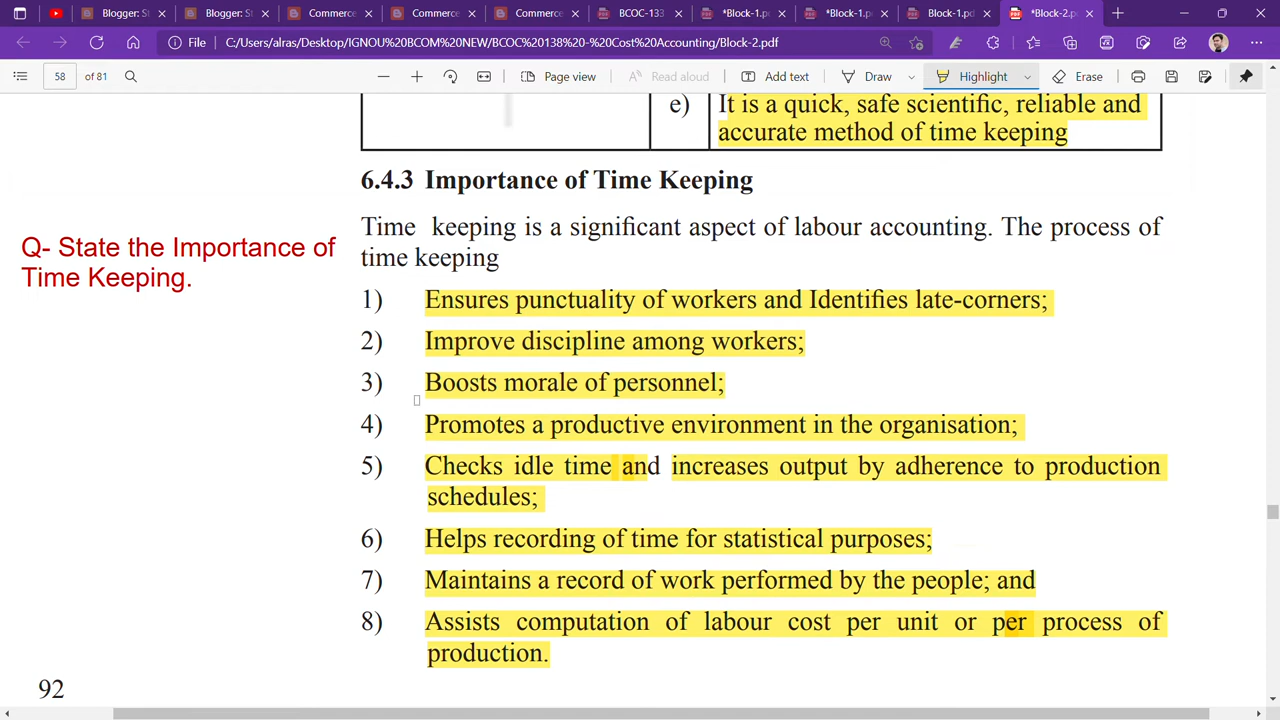 Blogger: St
Blogger: St
Commerce
Commerce
Commerce
BCOC-133
*Block-1.p
*Block-1.p
Block-1.pd
*Block-2.p
File C:/Users/alras/Desktop/IGNOU%20BCOM%20NEW/BCOC%20138%20-%20Cost%20Accounting/Block-2.pdf
58 of 81 Page view Read aloud Add text Draw Highlight Erase
e) It is a quick, safe scientific, reliable and
accurate method of time keeping
6.4.3 Importance of Time Keeping
Time keeping is a significant aspect of labour accounting. The process of
time keeping
Q- State the Importance of
Time Keeping.
1) Ensures punctuality of workers and Identifies late-corners;
2) Improve discipline among workers;
3) Boosts morale of personnel;
4) Promotes a productive environment in the organisation;
5) Checks idle time and increases output by adherence to production
schedules;
6) Helps recording of time for statistical purposes;
7) Maintains a record of work performed by the people; and
8) Assists computation of labour cost per unit or per process of
production.
92